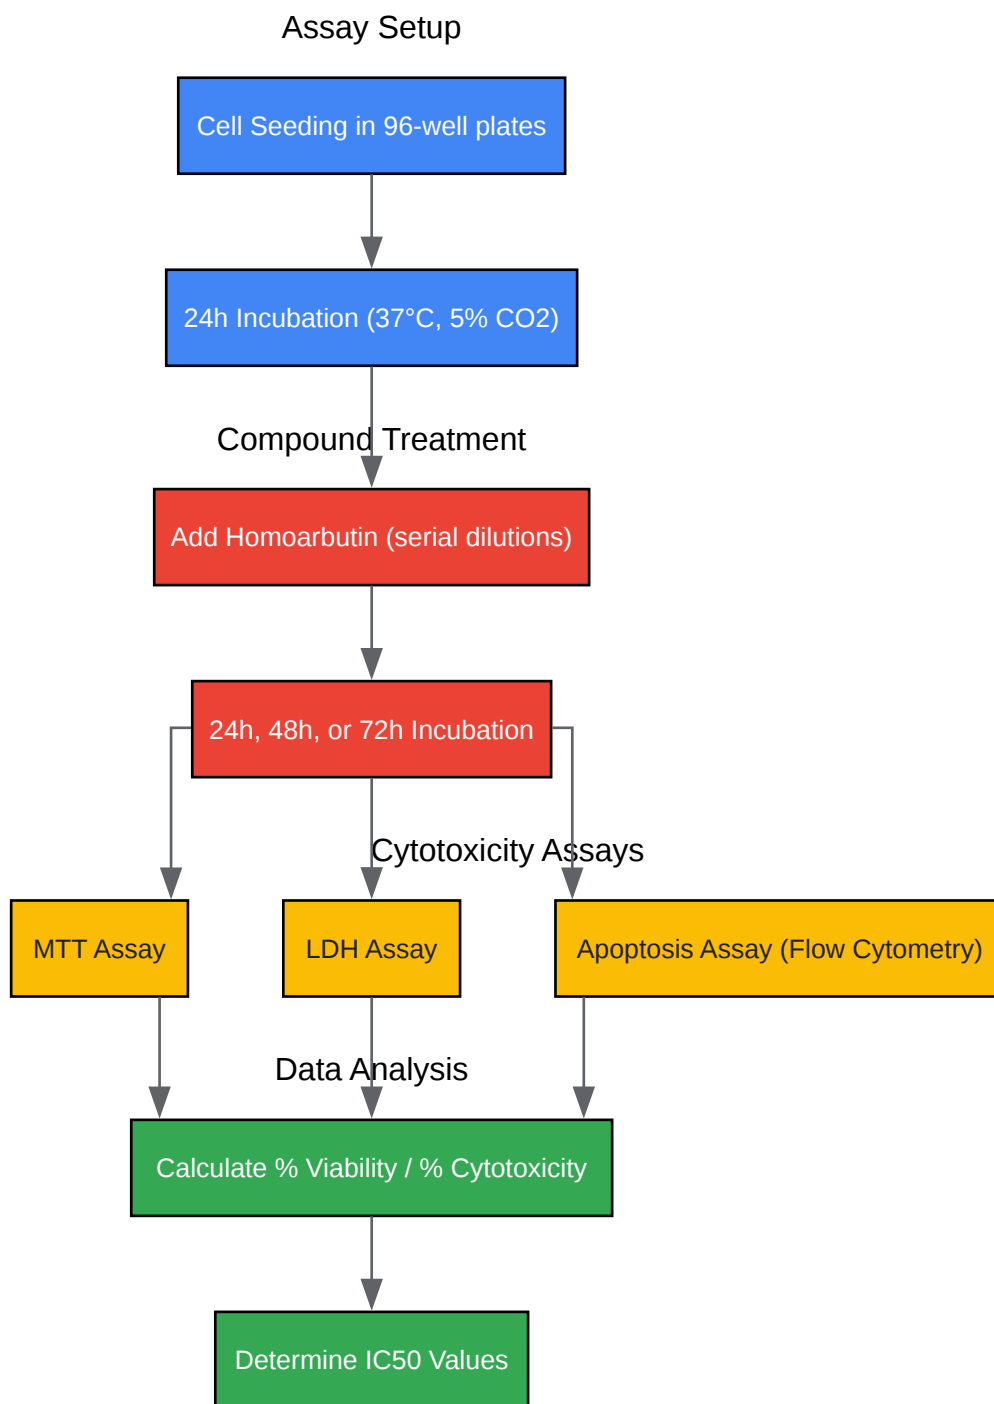 Assay Setup
Cell Seeding in 96-well plates
24h Incubation (37°C, 5% CO2)
Compound Treatment
Add Homoarbutin (serial dilutions)
24h, 48h, or 72h Incubation
Cytotoxicity Assays
MTT Assay
LDH Assay
Apoptosis Assay (Flow Cytometry)
Data Analysis
Calculate % Viability / % Cytotoxicity
Determine IC50 Values